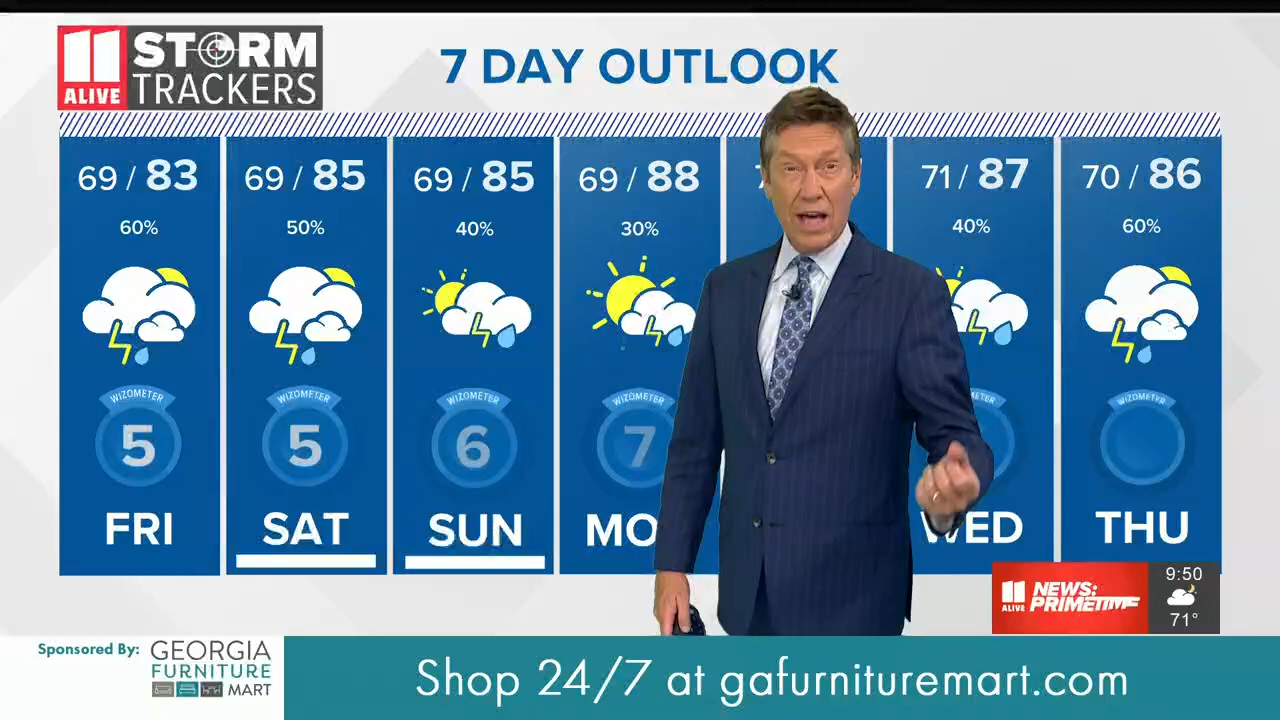 11 ALIVE
STORM
TRACKERS
7 DAY OUTLOOK
69 / 83
69 / 85
69 / 85
69 / 88
71 / 87
70 / 86
60%
50%
40%
30%
40%
60%
WIZOMETER
WIZOMETER
WIZOMETER
WIZOMETER
WIZOMETER
5
5
6
7
FRI
SAT
SUN
MO
WED
THU
11 ALIVE
NEWS:
PRIMETIME
9:50
71°
Sponsored By:
GEORGIA
FURNITURE
MART
Shop 24/7 at gafurnituremart.com